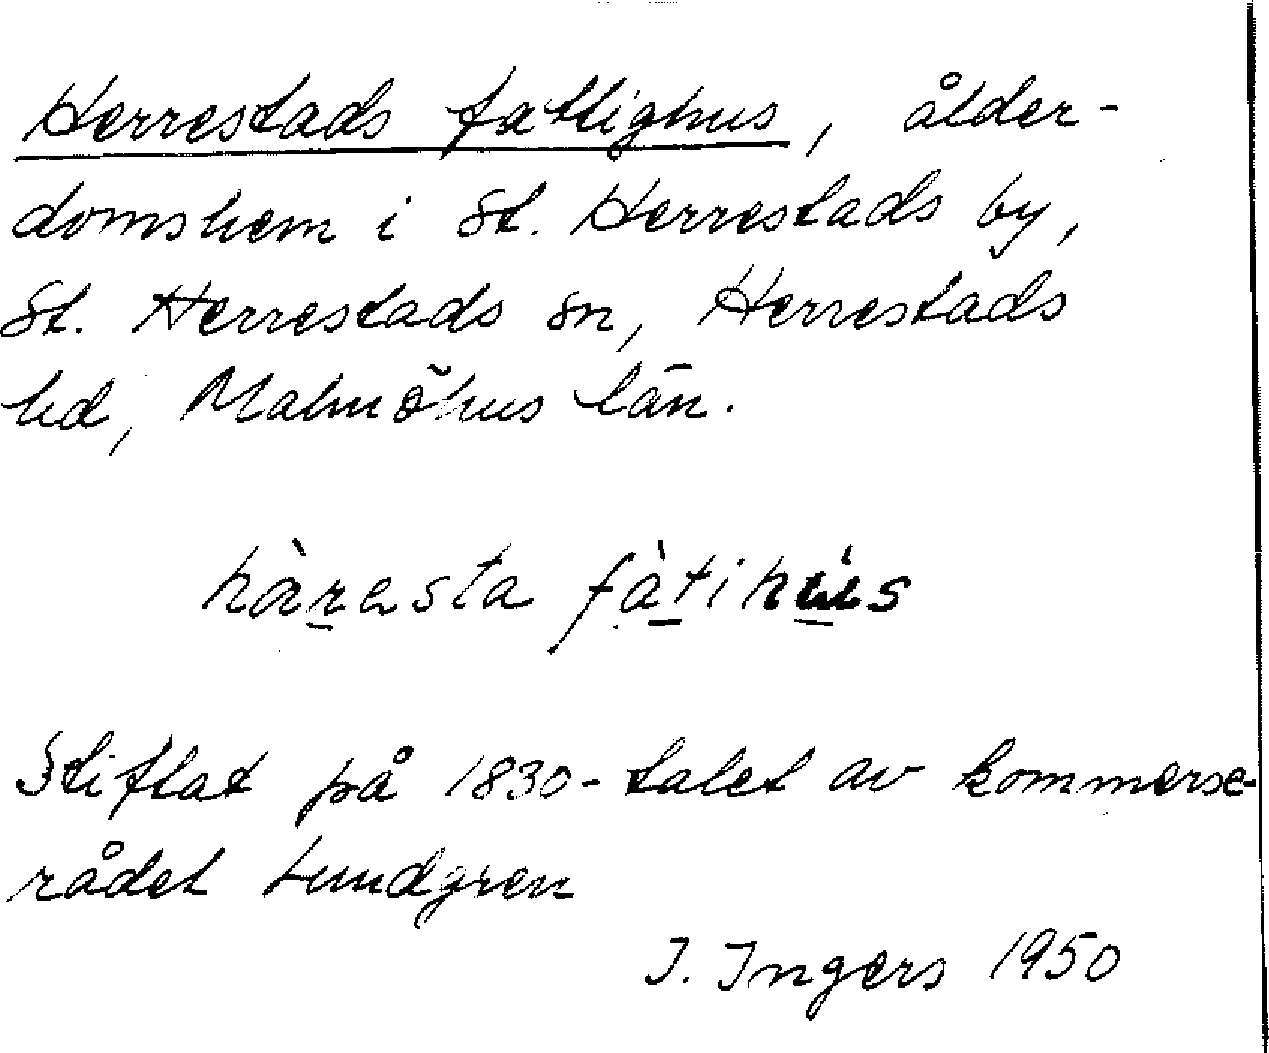 Herrestads fattighus, ålder-
domshem i St. Herrestads by,
St. Herrestads sn, Herrestads
hd, Malmöhus län.
hàresta fàtihús
Stiftat på 1830-talet av kommerse-
rådet Lundgren
I. Ingers 1950